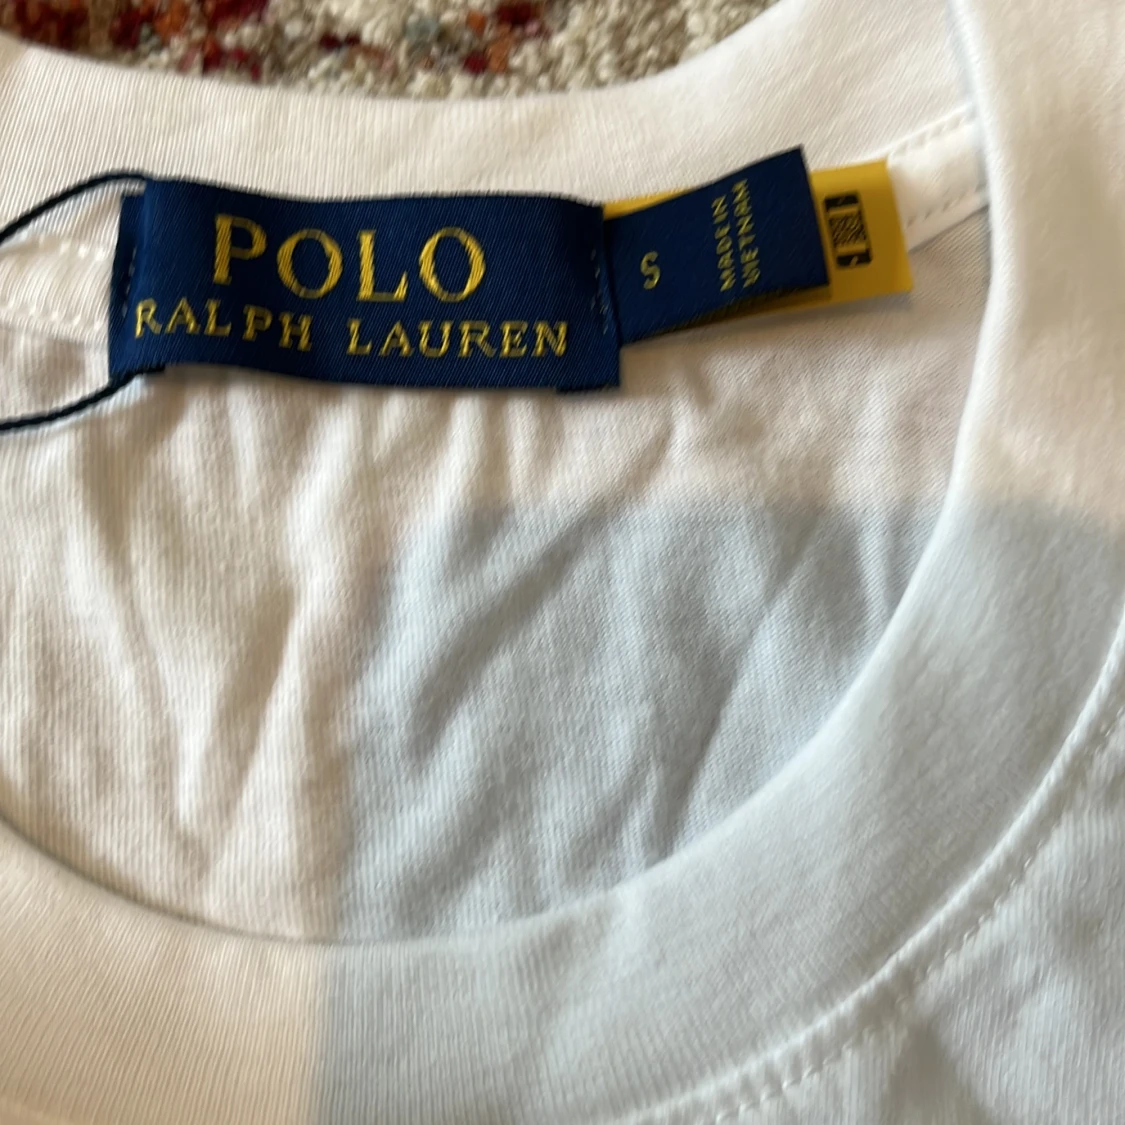 POLO
RALPH LAUREN
S
MADE IN
VIETNAM